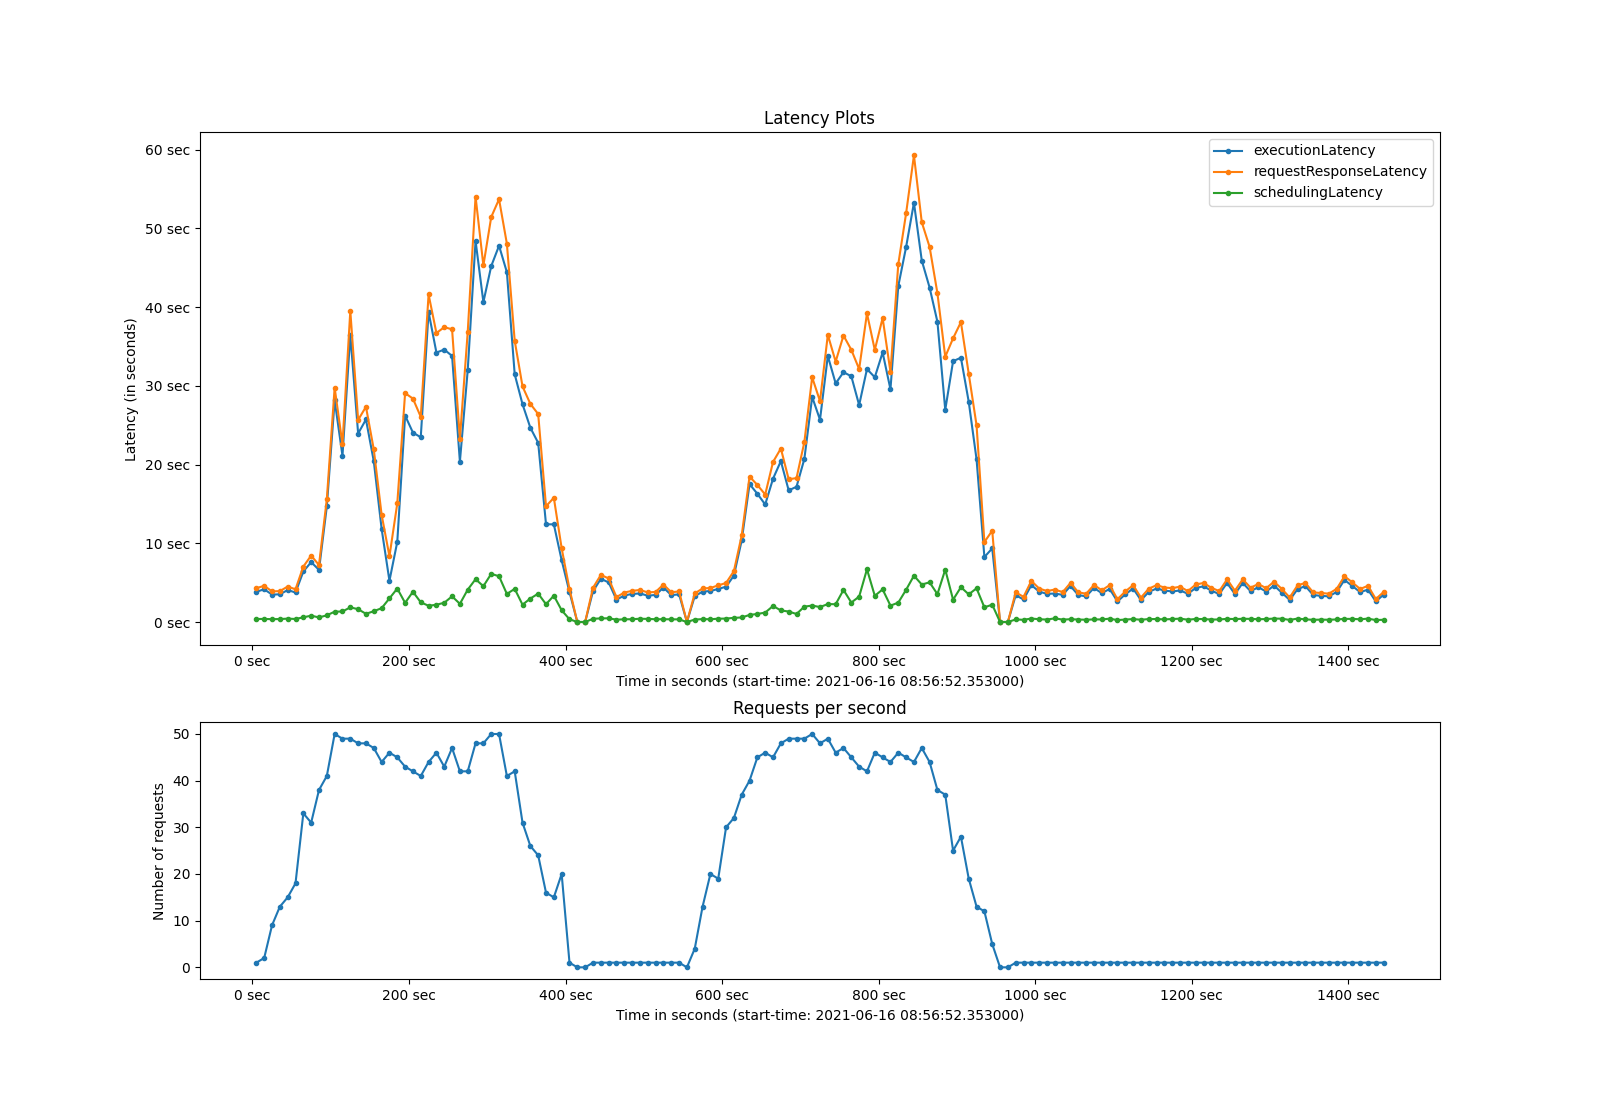 Latency Plots
60 sec
50 sec
40 sec
30 sec
20 sec
10 sec
0 sec
Latency (in seconds)
executionLatency
requestResponseLatency
schedulingLatency
0 sec 200 sec 400 sec 600 sec 800 sec 1000 sec 1200 sec 1400 sec
Time in seconds (start-time: 2021-06-16 08:56:52.353000)
Requests per second
50
40
30
20
10
0
Number of requests
0 sec 200 sec 400 sec 600 sec 800 sec 1000 sec 1200 sec 1400 sec
Time in seconds (start-time: 2021-06-16 08:56:52.353000)